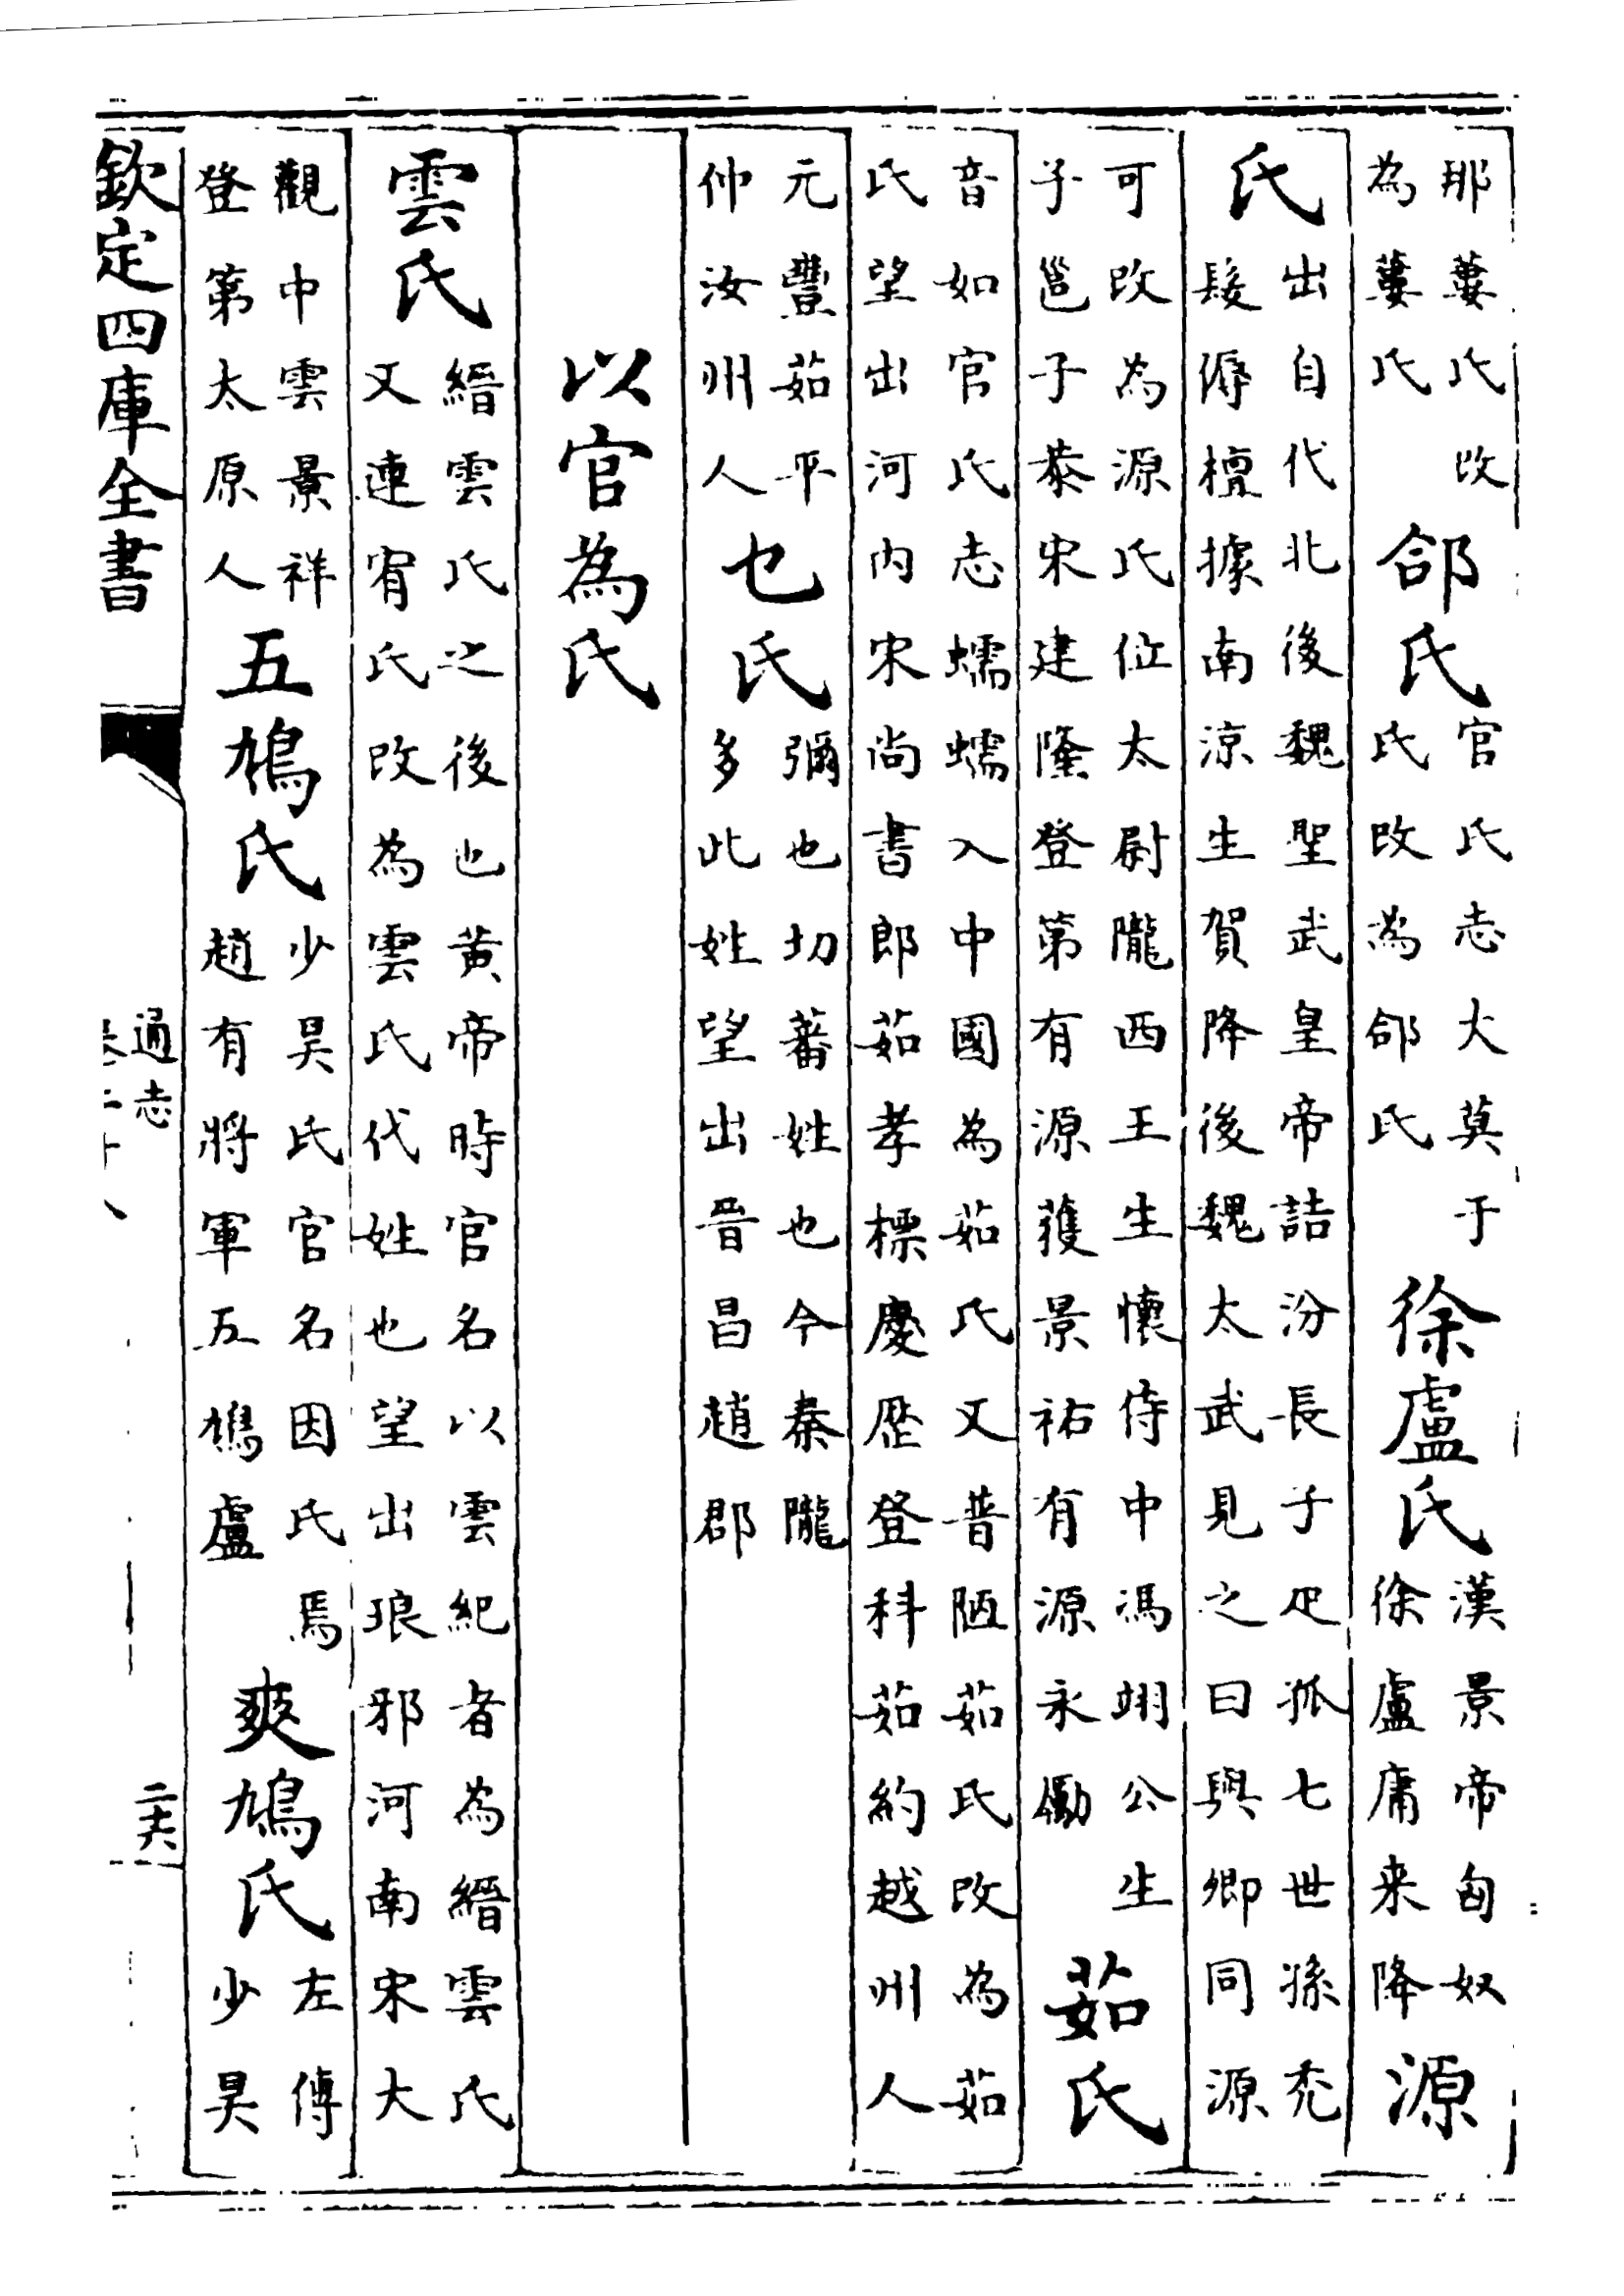 那蔞氏改為蔞氏郃氏官氏志大莫于氏改為郃氏徐盧氏漢景帝匈奴徐盧庸来降源
氏出自代北後魏聖武皇帝詰汾長子疋狐七世孫禿髮傉檀據南涼生賀降後魏太武見之曰與卿同源
可改為源氏位太尉隴西王生懷侍中馮翊公生子邕子恭宋建隆登第有源䕶景祐有源永勵茹氏
音如官氏志蠕蠕入中國為茹氏又普陋茹氏改為茹氏望出河内宋尚書郎茹孝標慶歴登科茹約越州人
元豐茹平仲汝州人乜氏彌也切蕃姓也今秦隴多此姓望出晉昌趙郡
以官為氏
雲氏縉雲氏之後也黄帝時官名以雲紀者為縉雲氏又連宥氏改為雲氏代姓也望出琅邪河南宋大
觀中雲景祥登第太原人五鳩氏少昊氏官名因氏焉趙有將軍五鳩盧爽鳩氏左傳少昊
欽定四庫全書
通志
二十六